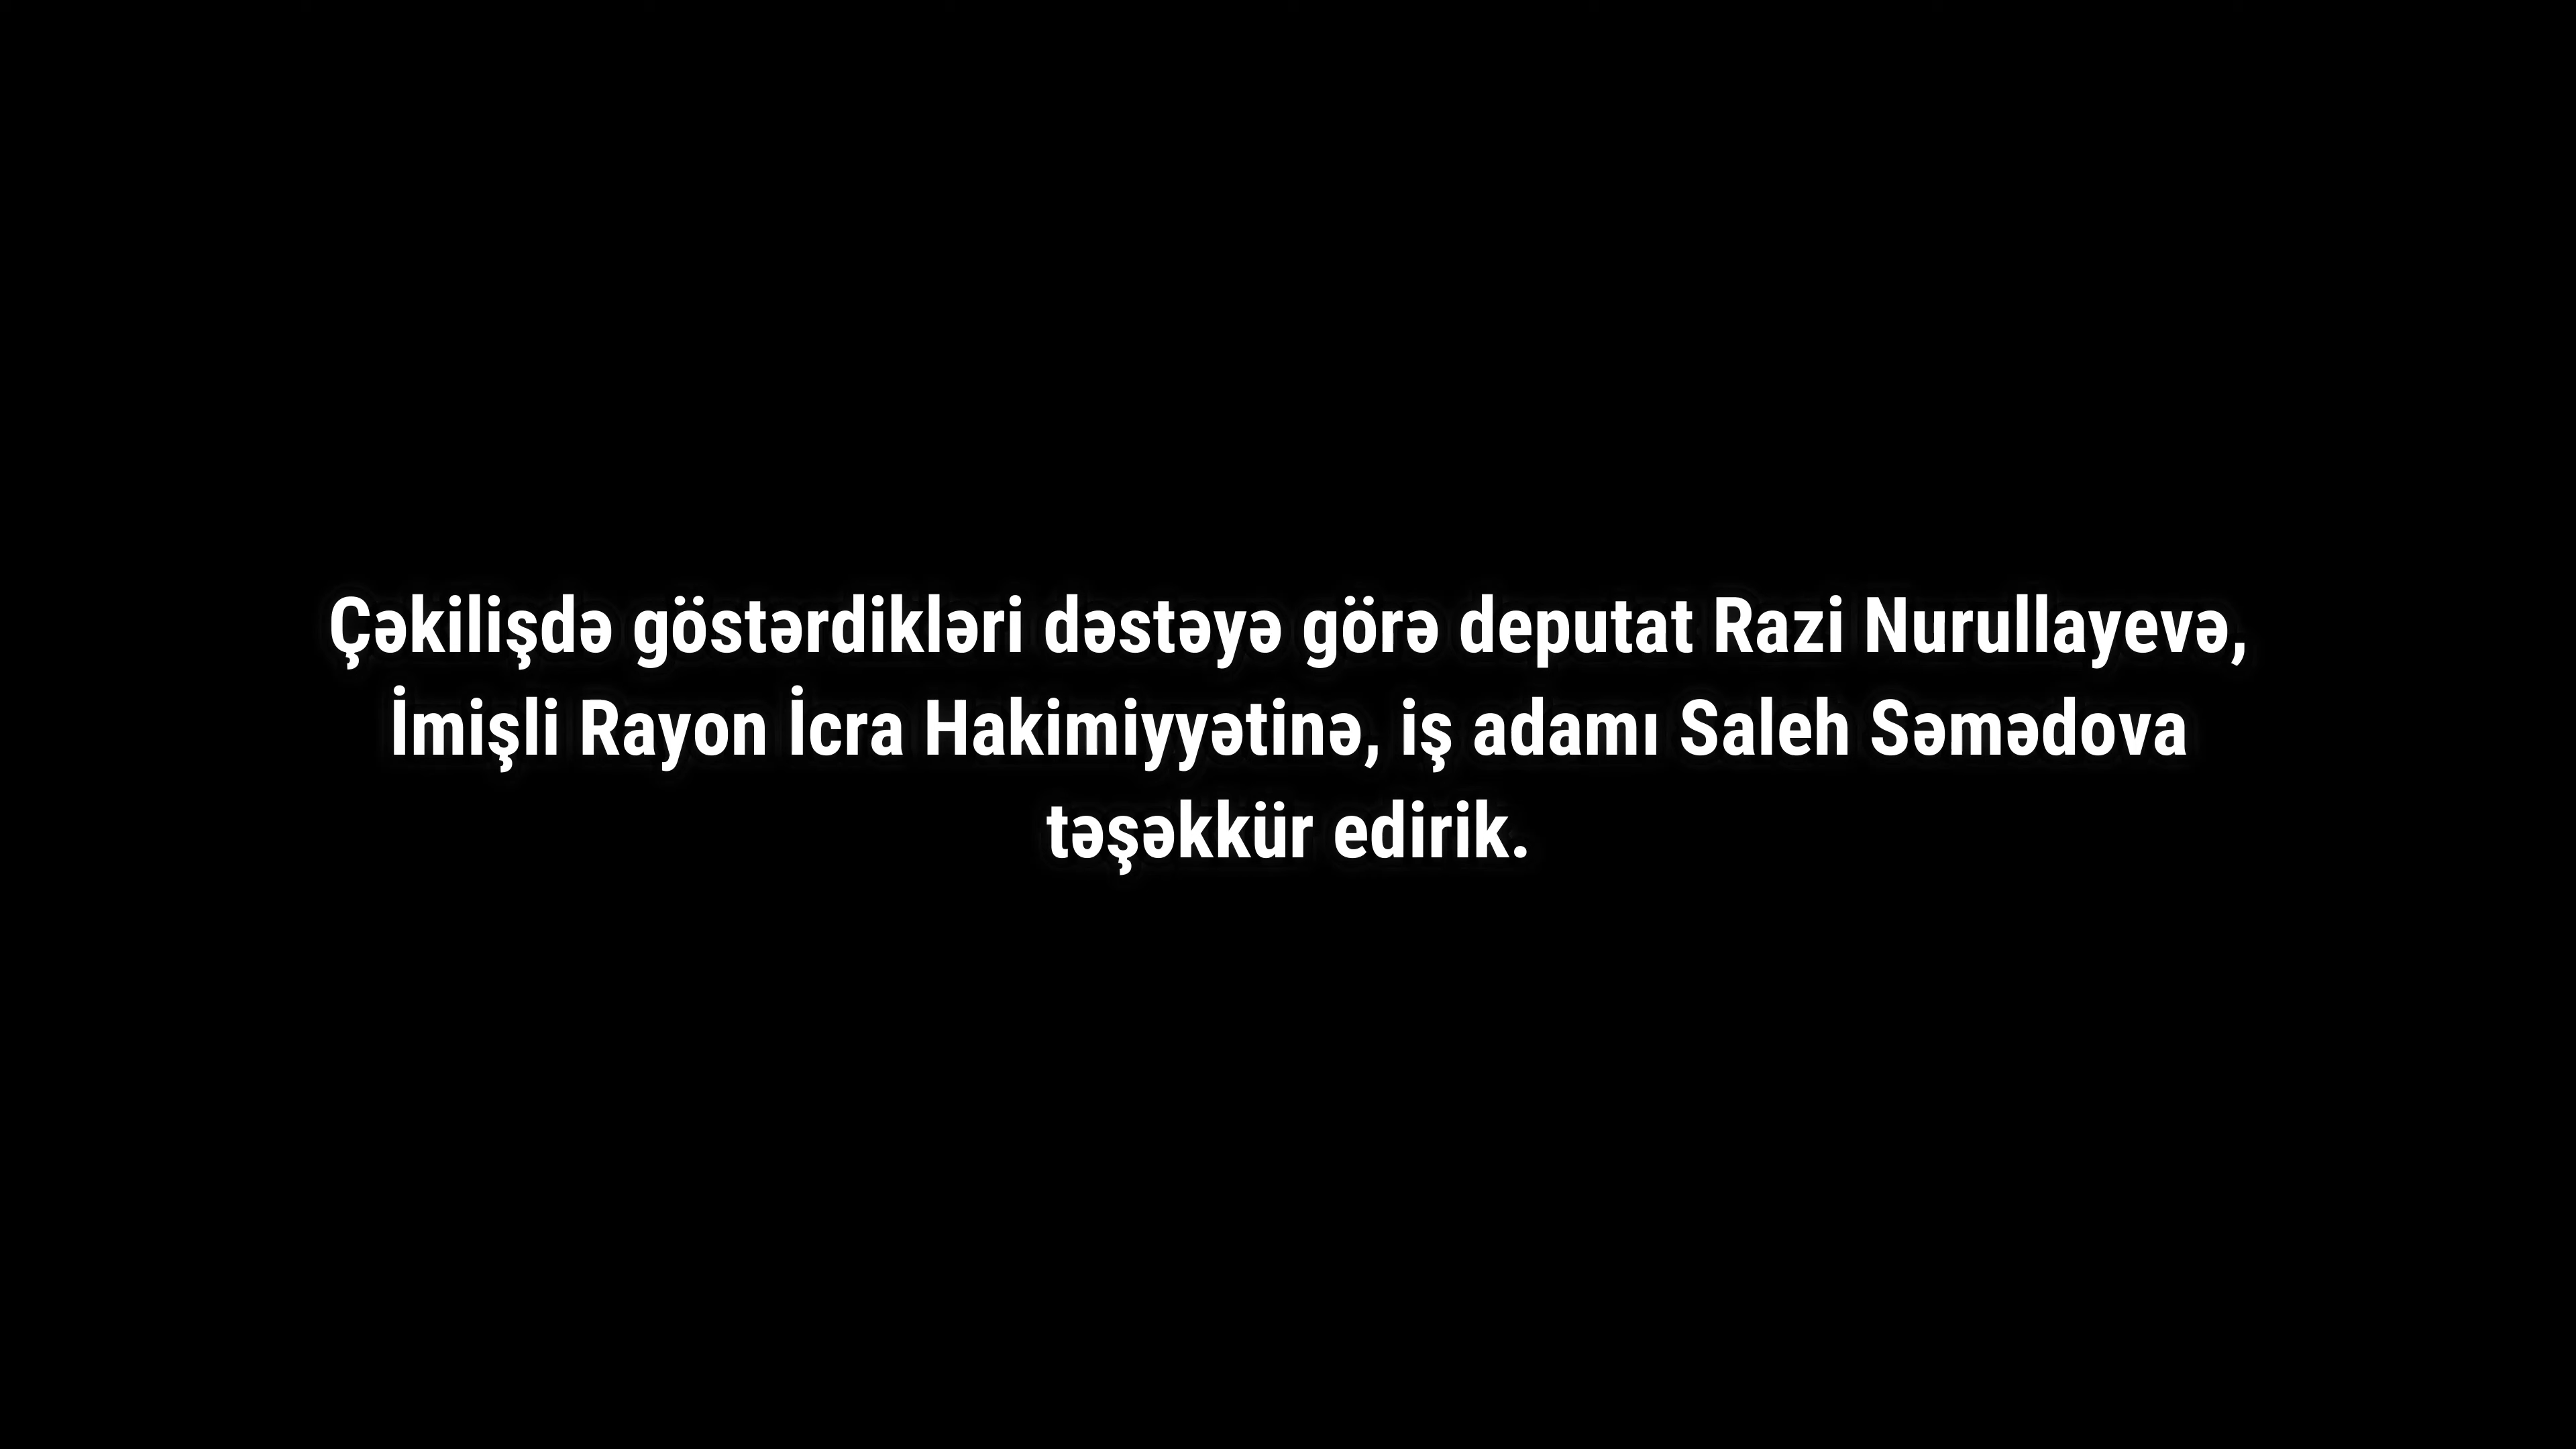 Çəkilişdə göstərdikləri dəstəyə görə deputat Razi Nurullayevə,
İmişli Rayon İcra Hakimiyyətinə, iş adamı Saleh Səmədova
təşəkkür edirik.